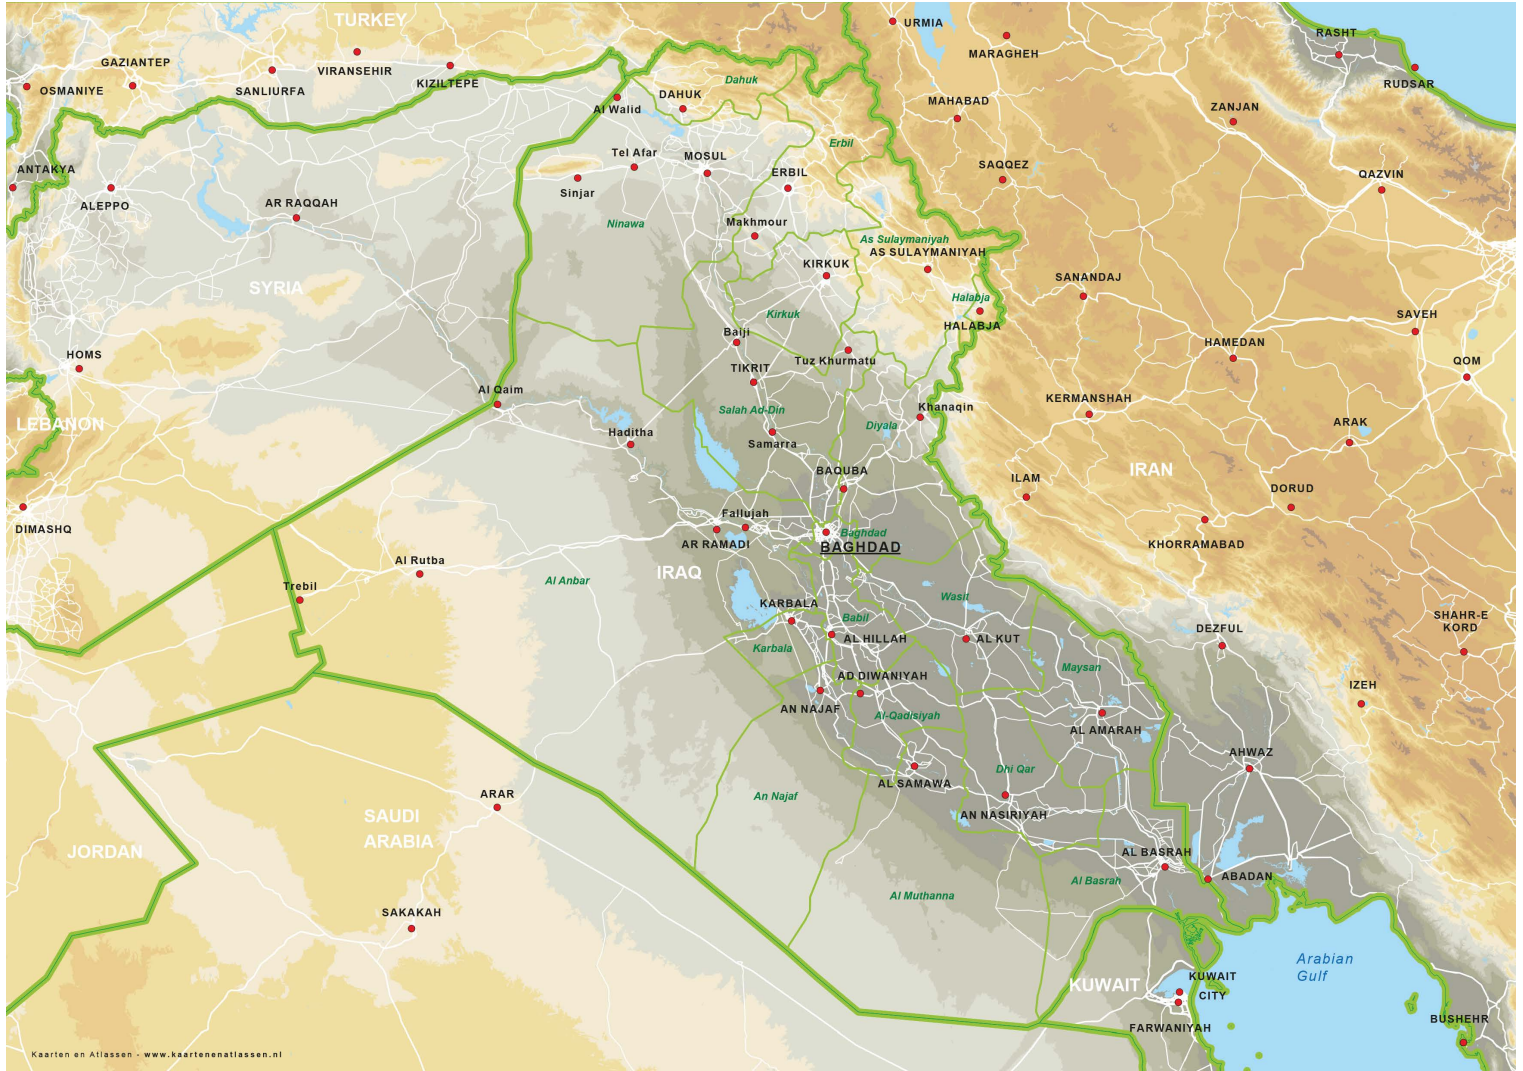 TURKEY
URMIA
RASHT
MARAGHEH
GAZIANTEP
VIRANSEHIR
KIZILTEPE
Dahuk
RUDSAR
OSMANIYE
SANLIURFA
DAHUK
Al Walid
MAHABAD
ZANJAN
Erbil
Tel Afar
MOSUL
ERBIL
SAQQEZ
QAZVIN
ANTAKYA
Sinjar
ALEPPO
AR RAQQAH
Ninawa
Makhmour
As Sulaymaniyah
AS SULAYMANIYAH
KIRKUK
SANANDAJ
SYRIA
Halabja
Kirkuk
HALABJA
SAVEH
Baiji
HAMEDAN
HOMS
Tuz Khurmatu
QOM
TIKRIT
Al Qaim
KERMANSHAH
Khanaqin
Salah Ad-Din
LEBANON
Diyala
ARAK
Haditha
Samarra
BAQUBA
IRAN
ILAM
DORUD
Fallujah
DIMASHQ
Baghdad
AR RAMADI
BAGHDAD
KHORRAMABAD
Al Rutba
IRAQ
Al Anbar
Trebil
Wasit
KARBALA
Babil
SHAHR-E
KORD
DEZFUL
AL HILLAH
AL KUT
Karbala
Maysan
AD DIWANIYAH
IZEH
AN NAJAF
Al-Qadisiyah
AL AMARAH
AHWAZ
Dhi Qar
AL SAMAWA
ARAR
An Najaf
SAUDI
ARABIA
AN NASIRIYAH
JORDAN
AL BASRAH
Al Basrah
ABADAN
Al Muthanna
SAKAKAH
Arabian
Gulf
KUWAIT
KUWAIT
CITY
BUSHEHR
FARWANIYAH
Kaarten en Atlassen - www.kaartenenatlassen.nl